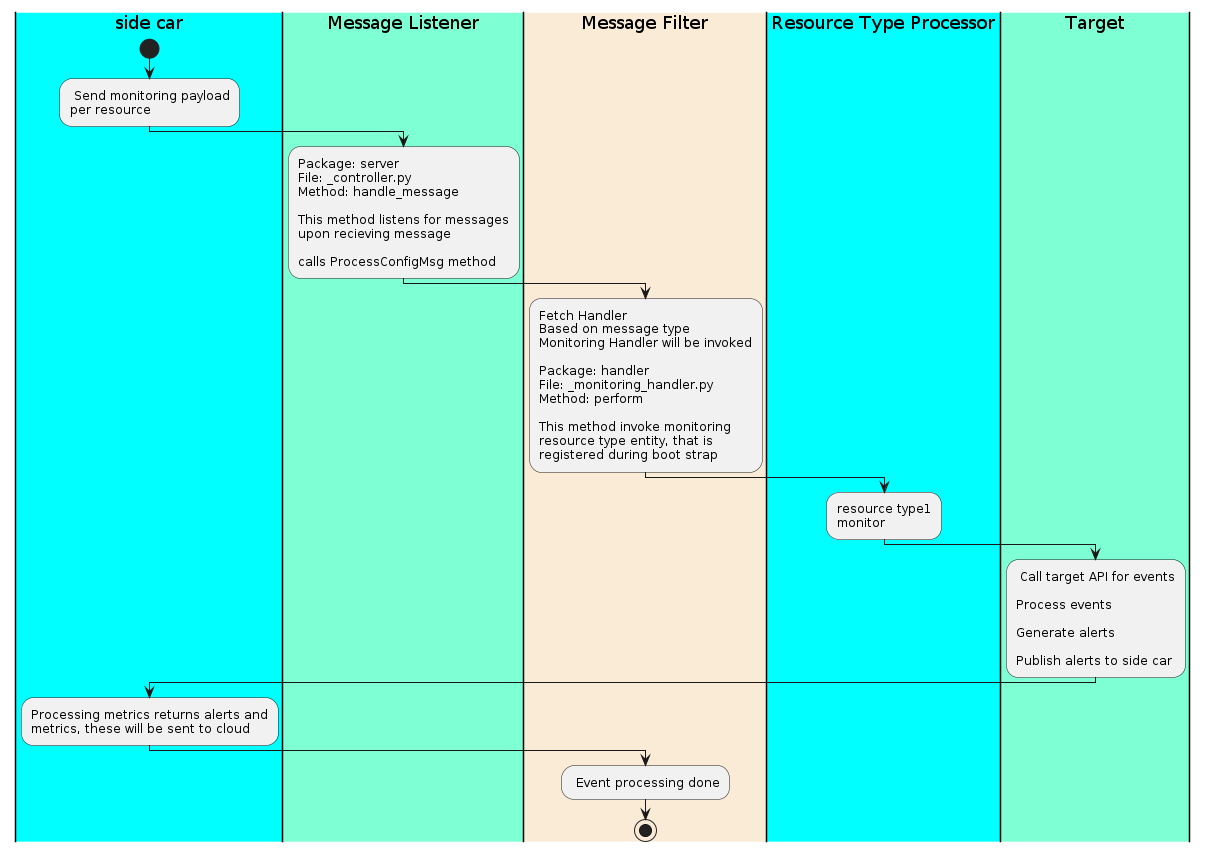 side car
Message Listener
Message Filter
Resource Type Processor
Target
Send monitoring payload
per resource
Package: server
File: _controller.py
Method: handle_message
This method listens for messages
upon recieving message
calls ProcessConfigMsg method
Fetch Handler
Based on message type
Monitoring Handler will be invoked
Package: handler
File: _monitoring_handler.py
Method: perform
This method invoke monitoring
resource type entity, that is
registered during boot strap
resource type1
monitor
Call target API for events
Process events
Generate alerts
Publish alerts to side car
Processing metrics returns alerts and
metrics, these will be sent to cloud
Event processing done